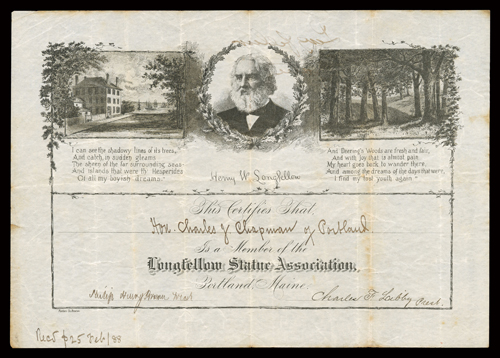 I can see the shadowy lines of its trees,
And catch, in sudden gleams
The sheen of the far surrounding seas
And islands that were the Hesperides
Of all my boyish dreams.
Henry W. Longfellow
And Deering's Woods are fresh and fair,
And with joy that is almost pain
My heart goes back to wander there,
And among the dreams of the days that were,
I find my lost youth again.
This Certifies That
Hon. Charles J Chapman of Portland
Is a Member of the
Longfellow Statue Association,
Portland Maine.
Charles F. Libby Pres.
Recd Feb/88